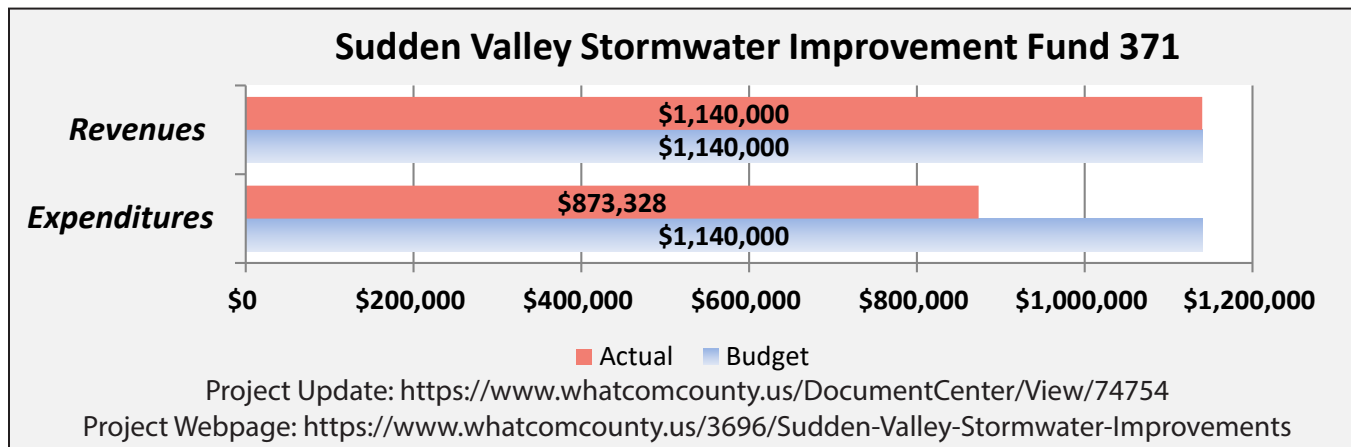 Sudden Valley Stormwater Improvement Fund 371
Revenues
$1,140,000
$1,140,000
Expenditures
$873,328
$1,140,000
$0 $200,000 $400,000 $600,000 $800,000 $1,000,000 $1,200,000
Actual Budget
Project Update: https://www.whatcomcounty.us/DocumentCenter/View/74754
Project Webpage: https://www.whatcomcounty.us/3696/Sudden-Valley-Stormwater-Improvements